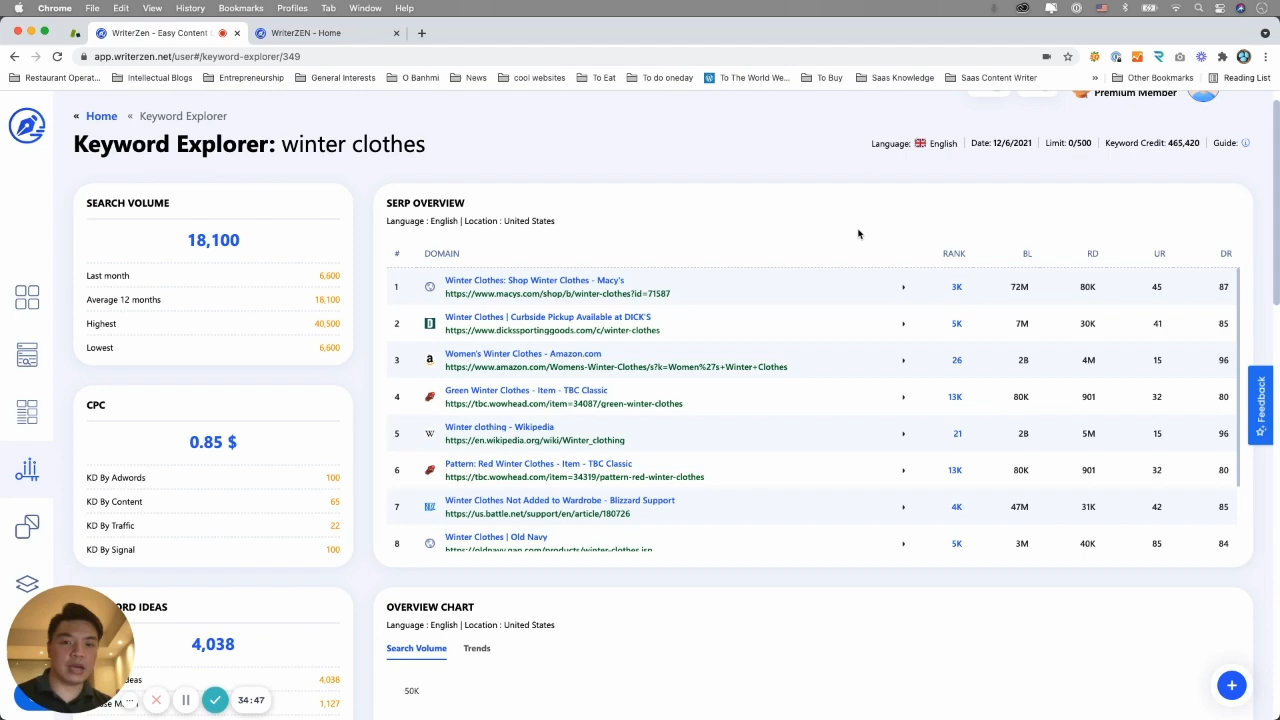 Chrome File Edit View History Bookmarks Profiles Tab Window Help
WriterZen - Easy Content
WriterZEN - Home
app.writerzen.net/user#/keyword-explorer/349
Restaurant Operat... Intellectual Blogs Entrepreneurship General Interests O Banhmi News cool websites To Eat To do oneday To The World We... To Buy Saas Knowledge Saas Content Writer » Other Bookmarks Reading List
Premium Member
« Home « Keyword Explorer
Keyword Explorer: winter clothes
Language: English Date: 12/6/2021 Limit: 0/500 Keyword Credit: 465,420 Guide:
SEARCH VOLUME
18,100
Last month 6,600
Average 12 months 18,100
Highest 40,500
Lowest 6,600
CPC
0.85 $
KD By Adwords 100
KD By Content 65
KD By Traffic 22
KD By Signal 100
SERP OVERVIEW
Language : English | Location : United States
# DOMAIN RANK BL RD UR DR
1 Winter Clothes: Shop Winter Clothes - Macy's
https://www.macys.com/shop/b/winter-clothes?id=71587
3K 72M 80K 45 87
2 Winter Clothes | Curbside Pickup Available at DICK'S
https://www.dickssportinggoods.com/c/winter-clothes
5K 7M 30K 41 85
3 Women's Winter Clothes - Amazon.com
https://www.amazon.com/Womens-Winter-Clothes/s?k=Women%27s+Winter+Clothes
26 2B 4M 15 96
4 Green Winter Clothes - Item - TBC Classic
https://tbc.wowhead.com/item=34087/green-winter-clothes
13K 80K 901 32 80
5 Winter clothing - Wikipedia
https://en.wikipedia.org/wiki/Winter_clothing
21 2B 5M 15 96
6 Pattern: Red Winter Clothes - Item - TBC Classic
https://tbc.wowhead.com/item=34319/pattern-red-winter-clothes
13K 80K 901 32 80
7 Winter Clothes Not Added to Wardrobe - Blizzard Support
https://us.battle.net/support/en/article/180726
4K 47M 31K 42 85
8 Winter Clothes | Old Navy
https://oldnavy.gap.com/products/winter-clothes.jsp
5K 3M 40K 85 84
Feedback
ORD IDEAS
4,038
deas 4,038
se M 1,127
OVERVIEW CHART
Language : English | Location : United States
Search Volume Trends
50K
34:47